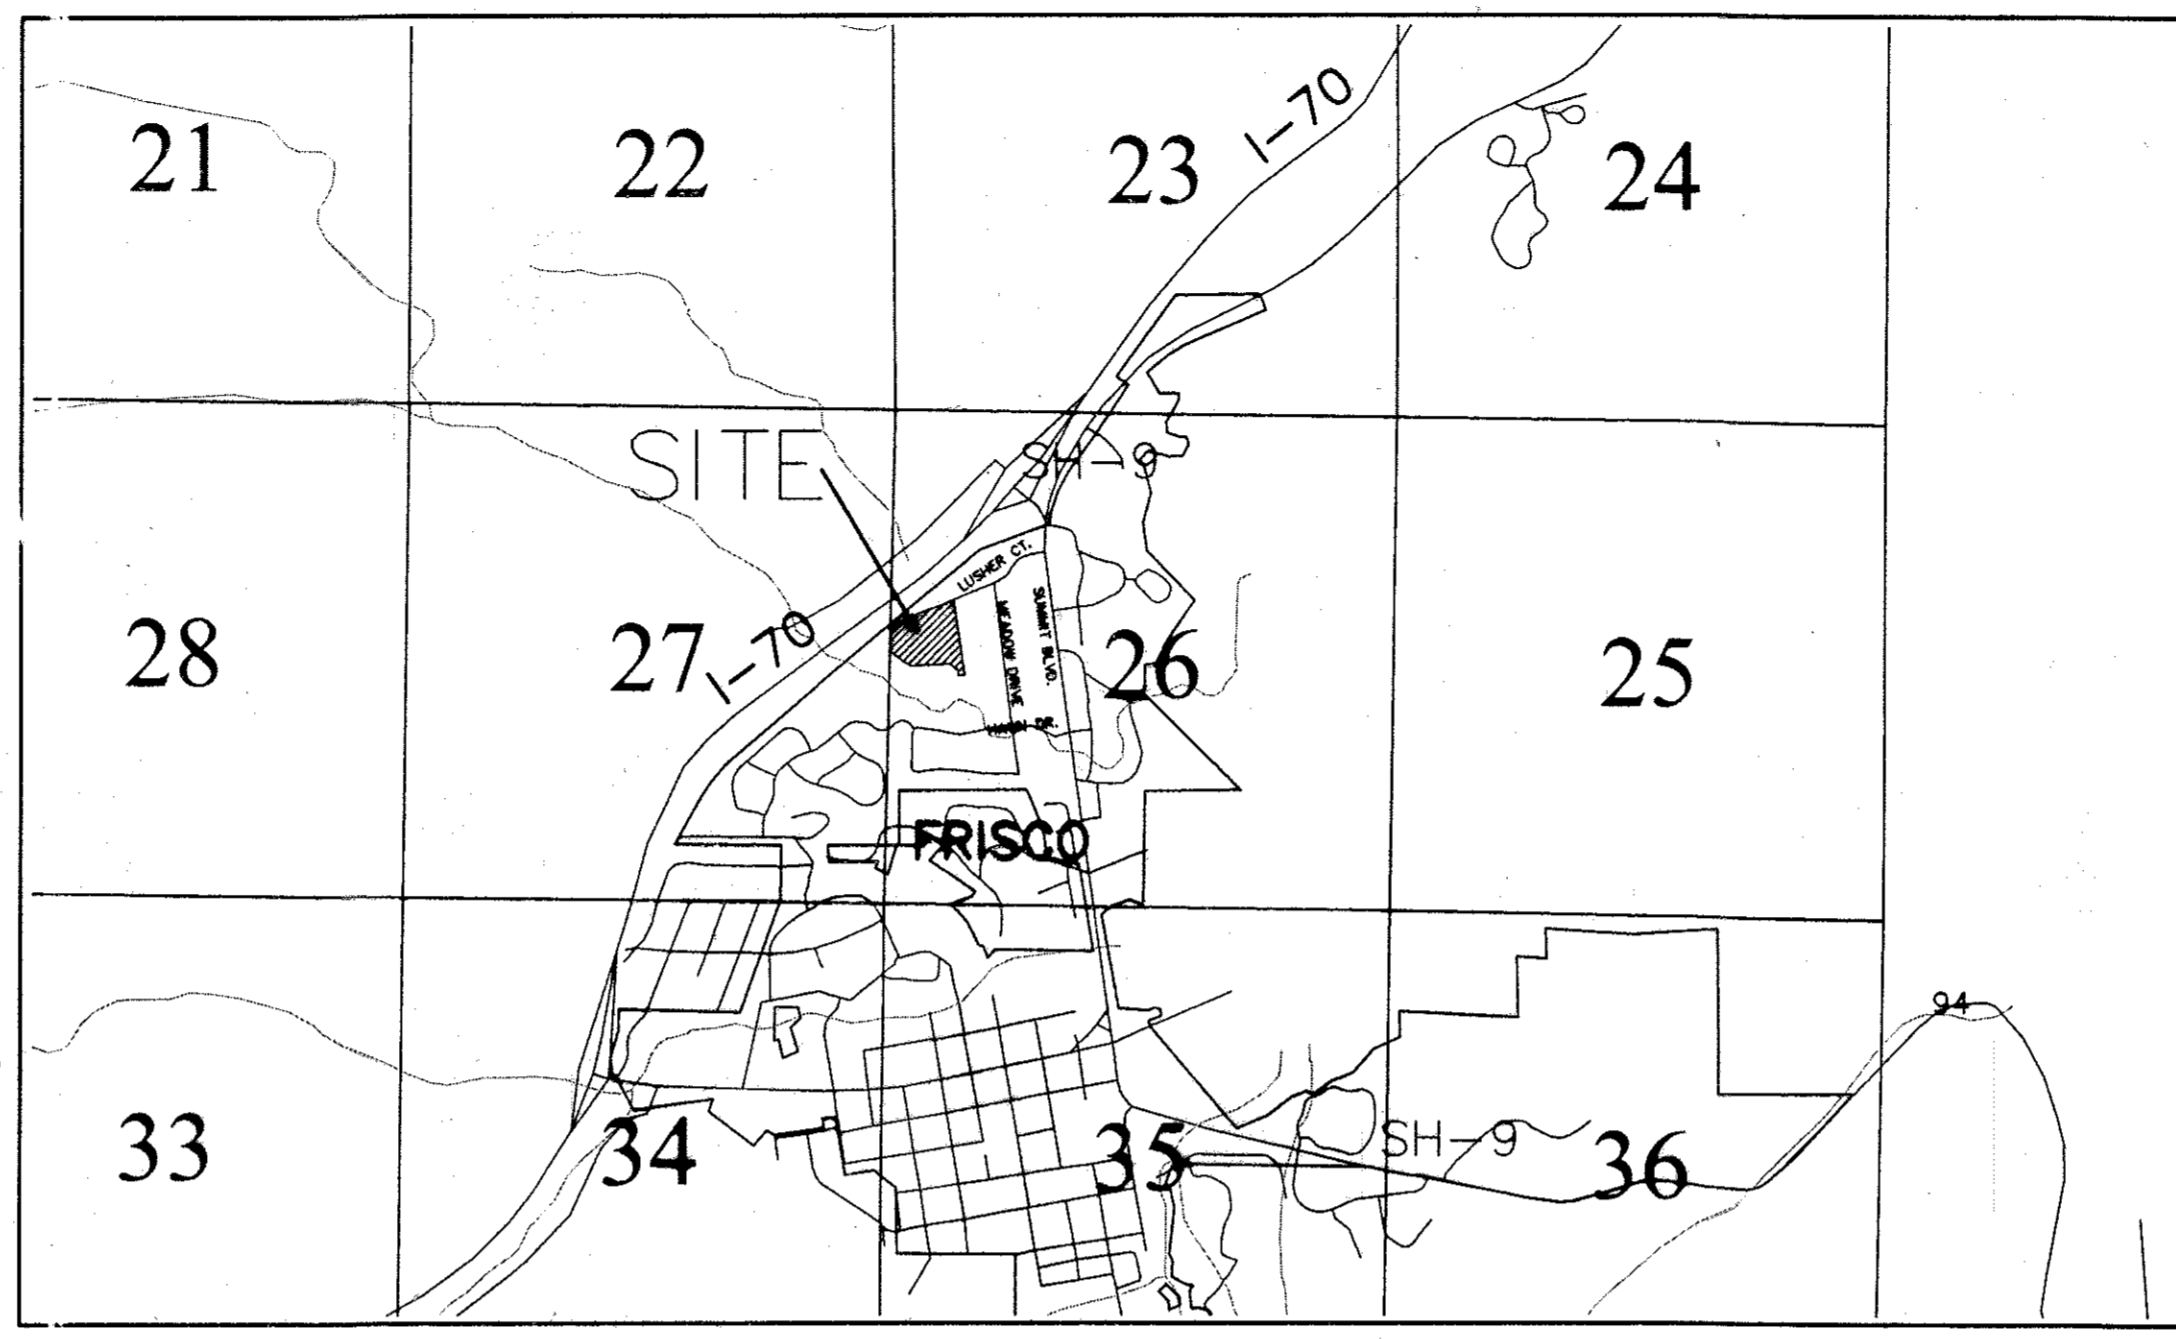 I-70
21
22
23
24
SITE
SH-9
LUSHER CT.
MEADOW DRIVE
SUMMIT BLVD.
28
27
I-70
26
25
FRISCO
94
33
34
35
SH-9
36